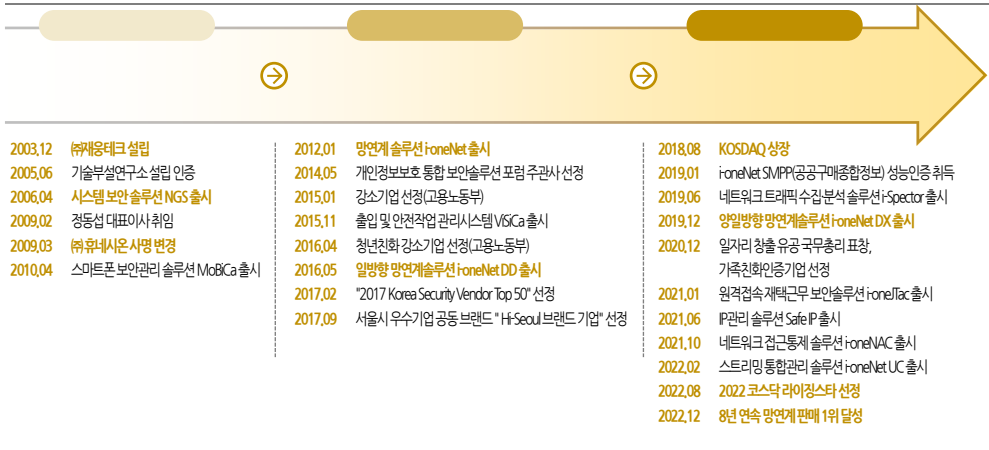 2003.12 ㈜재웅테크 설립
2005.06 기술부설연구소 설립 인증
2006.04 시스템 보안 솔루션 NGS 출시
2009.02 정동섭 대표이사 취임
2009.03 ㈜휴네시온 사명 변경
2010.04 스마트폰 보안관리 솔루션 MoBiCa 출시
2012.01 망연계 솔루션 i-oneNet 출시
2014.05 개인정보보호 통합 보안솔루션 포럼 주관사 선정
2015.01 강소기업 선정(고용노동부)
2015.11 출입 및 안전작업 관리시스템 ViSiCa 출시
2016.04 청년친화 강소기업 선정(고용노동부)
2016.05 일방향 망연계솔루션 i-oneNet DD 출시
2017.02 "2017 Korea Security Vendor Top 50" 선정
2017.09 서울시 우수기업 공동 브랜드 " Hi-Seoul 브랜드 기업" 선정
2018.08 KOSDAQ 상장
2019.01 i-oneNet SMPP(공공구매종합정보) 성능인증 취득
2019.06 네트워크 트래픽 수집·분석 솔루션 i-Spector 출시
2019.12 양일방향 망연계솔루션 i-oneNet DX 출시
2020.12 일자리 창출 유공 국무총리 표창,
가족친화인증기업 선정
2021.01 원격접속 재택근무 보안솔루션 i-oneJTac 출시
2021.06 IP관리 솔루션 Safe IP 출시
2021.10 네트워크 접근통제 솔루션 i-oneNAC 출시
2022.02 스트리밍 통합관리 솔루션 i-oneNet UC 출시
2022.08 2022 코스닥 라이징스타 선정
2022.12 8년 연속 망연계 판매 1위 달성